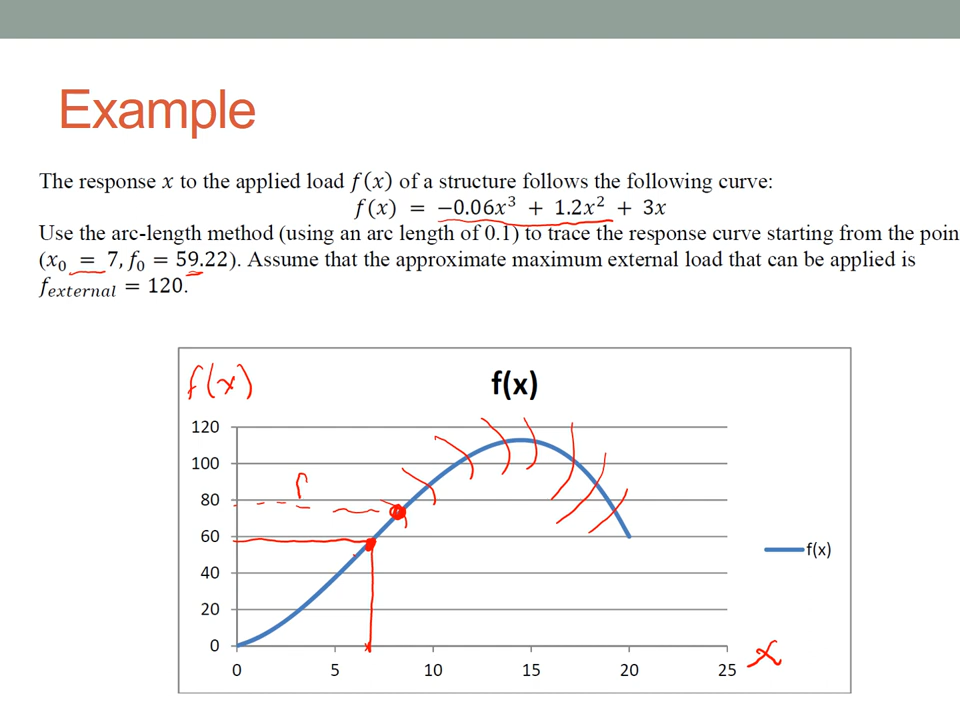 Example
The response x to the applied load f(x) of a structure follows the following curve:
f(x) = −0.06x³ + 1.2x² + 3x
Use the arc-length method (using an arc length of 0.1) to trace the response curve starting from the poin
(x₀ = 7, f₀ = 59.22). Assume that the approximate maximum external load that can be applied is
f_external = 120.
f(x)
f(x)
120
100
80
60
40
20
0
0 5 10 15 20 25
f(x)
x